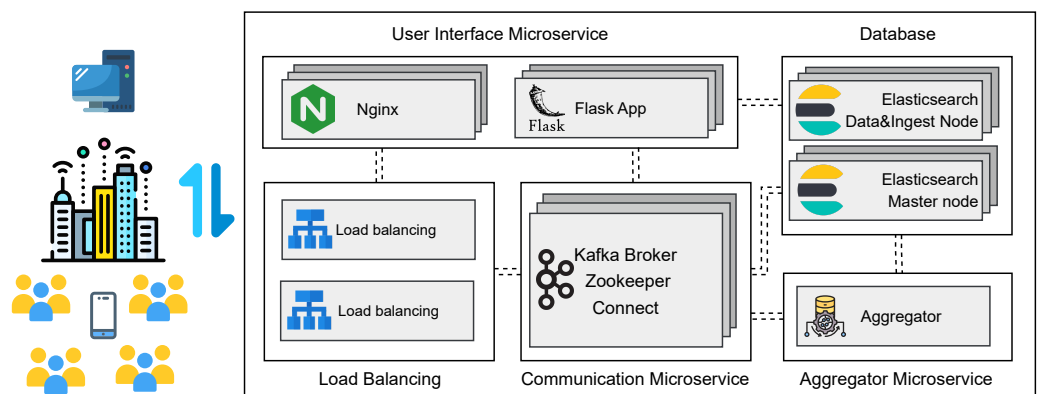 User Interface Microservice
Database
Nginx
Flask
Flask App
Elasticsearch
Data&Ingest Node
Elasticsearch
Master node
Load balancing
Load balancing
Kafka Broker
Zookeeper
Connect
Aggregator
Load Balancing
Communication Microservice
Aggregator Microservice